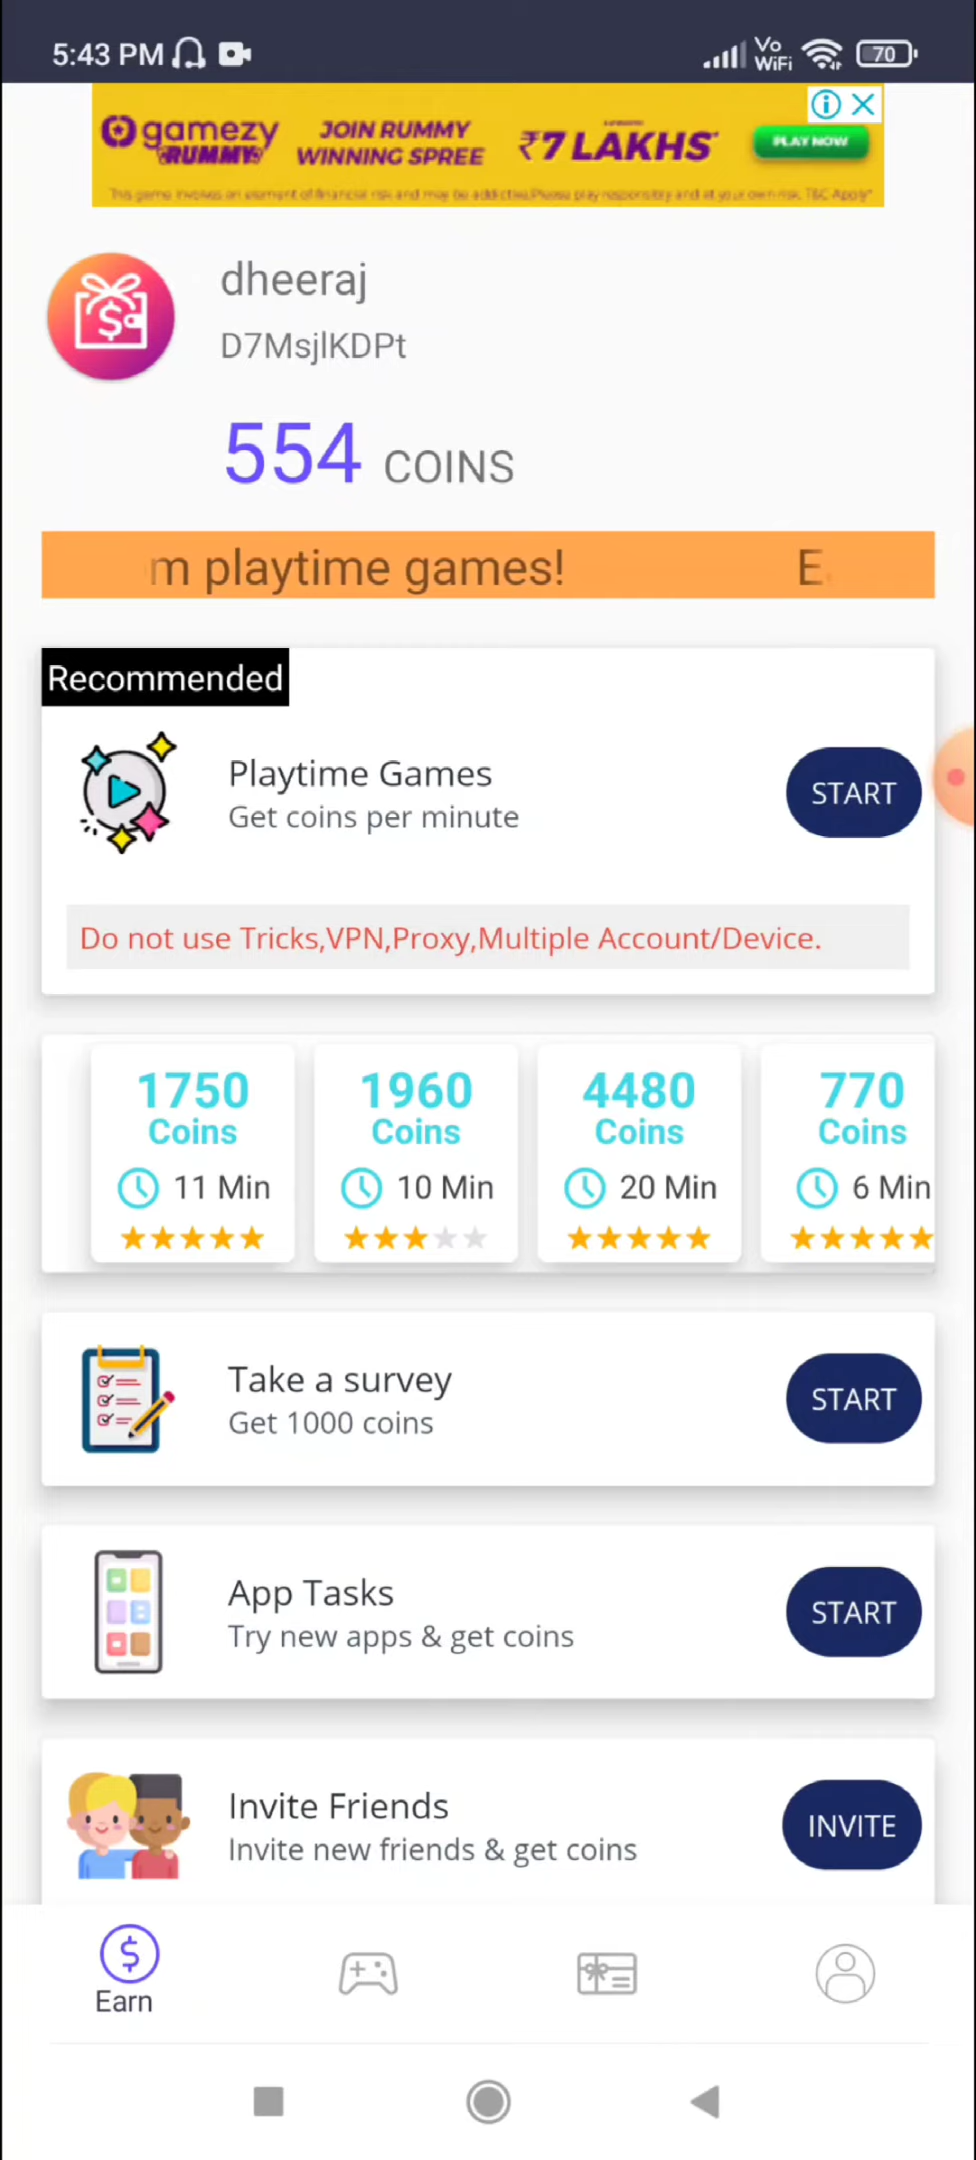 5:43 PM
Vo
WiFi
70
gamezy
RUMMY
JOIN RUMMY
WINNING SPREE
₹7 LAKHS*
PLAY NOW
This game involves an element of financial risk and may be addictive.Please play responsibly and at your own risk. T&C Apply*
dheeraj
D7MsjlKDPt
554 COINS
m playtime games! E
Recommended
Playtime Games
Get coins per minute
START
Do not use Tricks,VPN,Proxy,Multiple Account/Device.
1750 1960 4480 770
Coins Coins Coins Coins
11 Min 10 Min 20 Min 6 Min
Take a survey
Get 1000 coins
START
App Tasks
Try new apps & get coins
START
Invite Friends
Invite new friends & get coins
INVITE
Earn